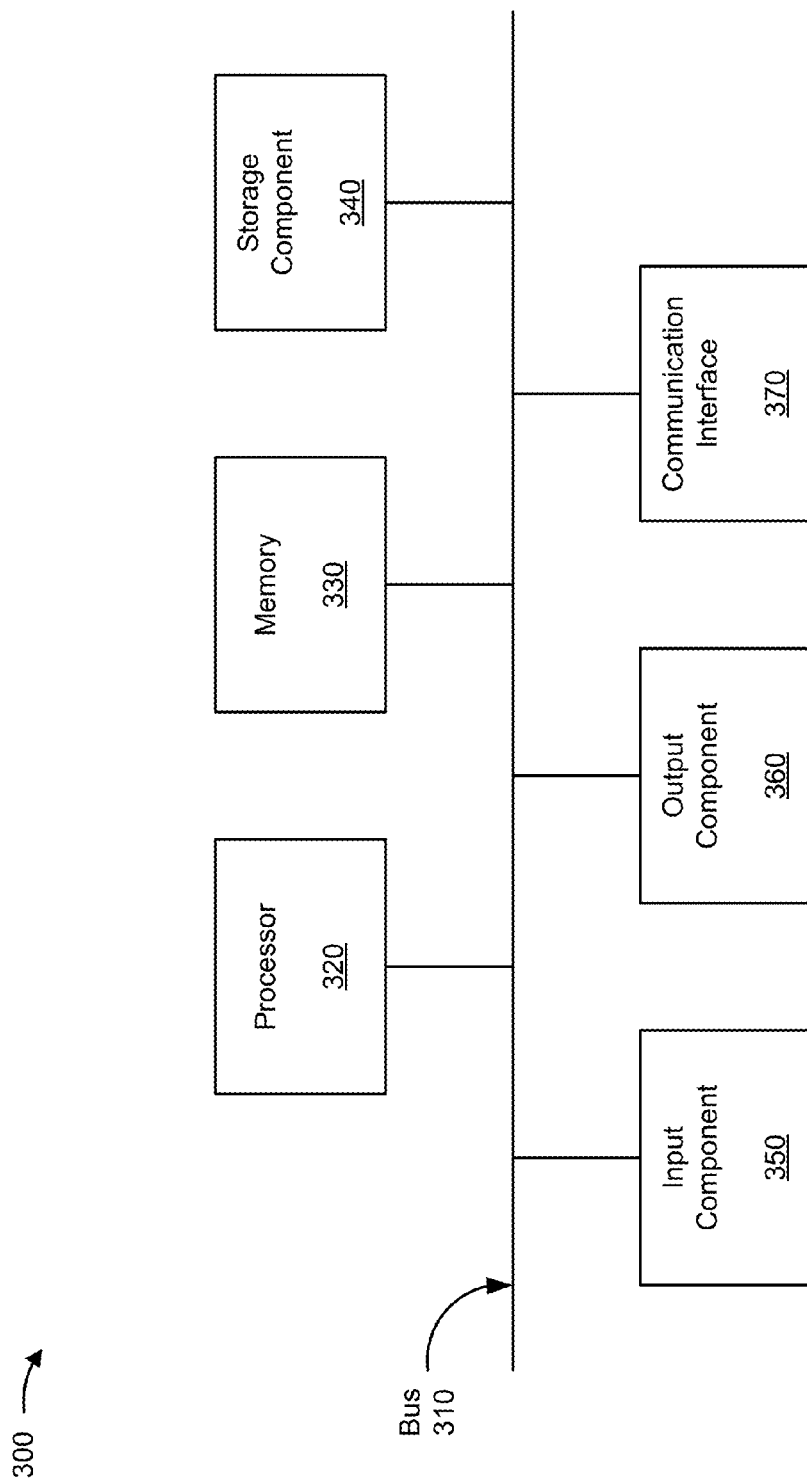 300
Processor
320
Memory
330
Storage
Component
340
Bus
310
Input
Component
350
Output
Component
360
Communication
Interface
370